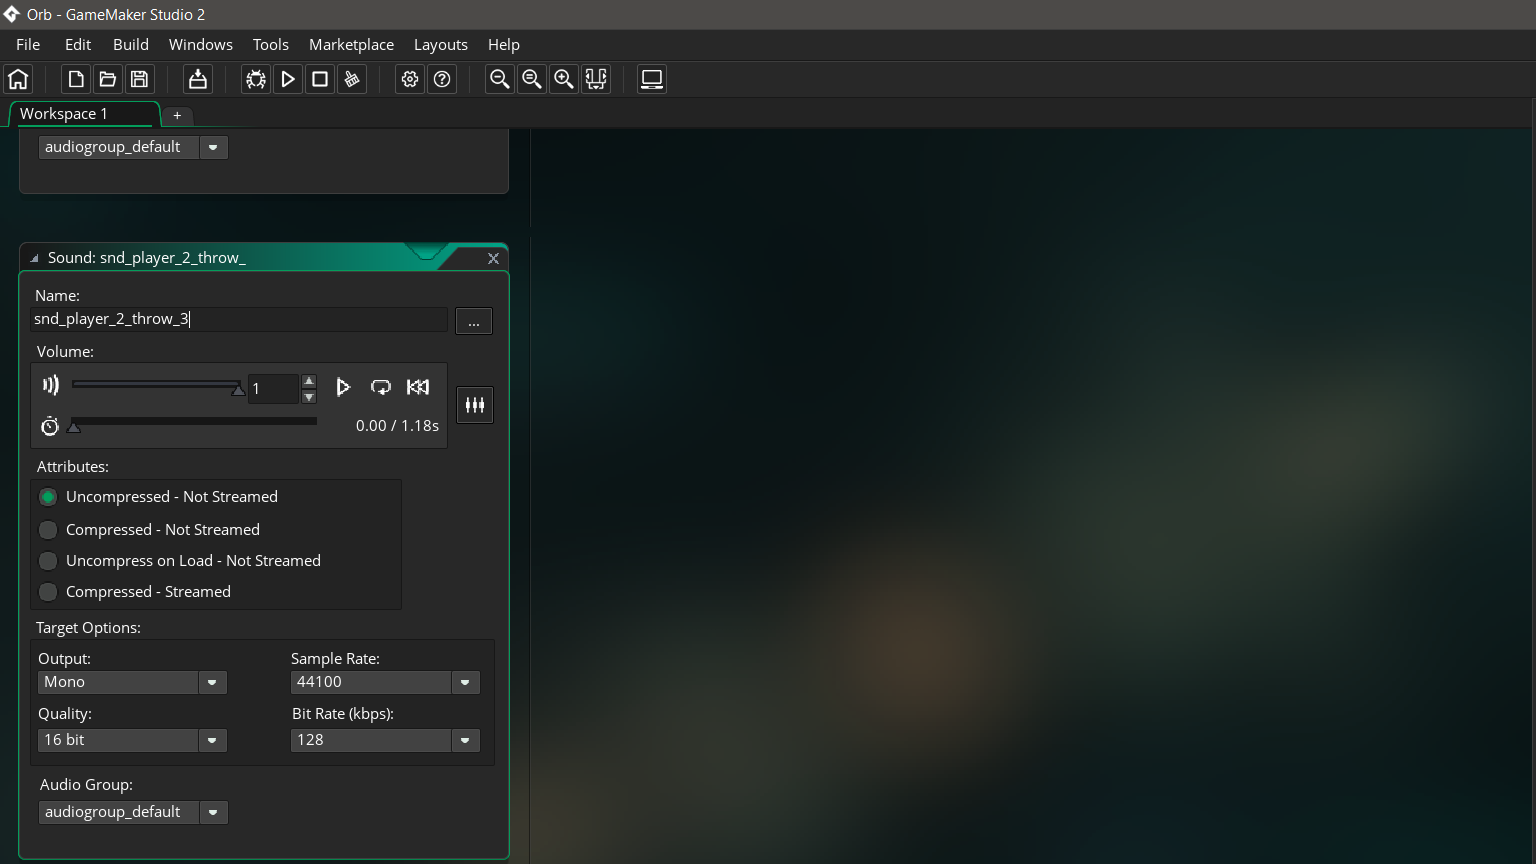 Orb - GameMaker Studio 2
File Edit Build Windows Tools Marketplace Layouts Help
Workspace 1 +
audiogroup_default
Sound: snd_player_2_throw_
Name:
snd_player_2_throw_3
...
Volume:
1
0.00 / 1.18s
Attributes:
Uncompressed - Not Streamed
Compressed - Not Streamed
Uncompress on Load - Not Streamed
Compressed - Streamed
Target Options:
Output: Sample Rate:
Mono 44100
Quality: Bit Rate (kbps):
16 bit 128
Audio Group:
audiogroup_default